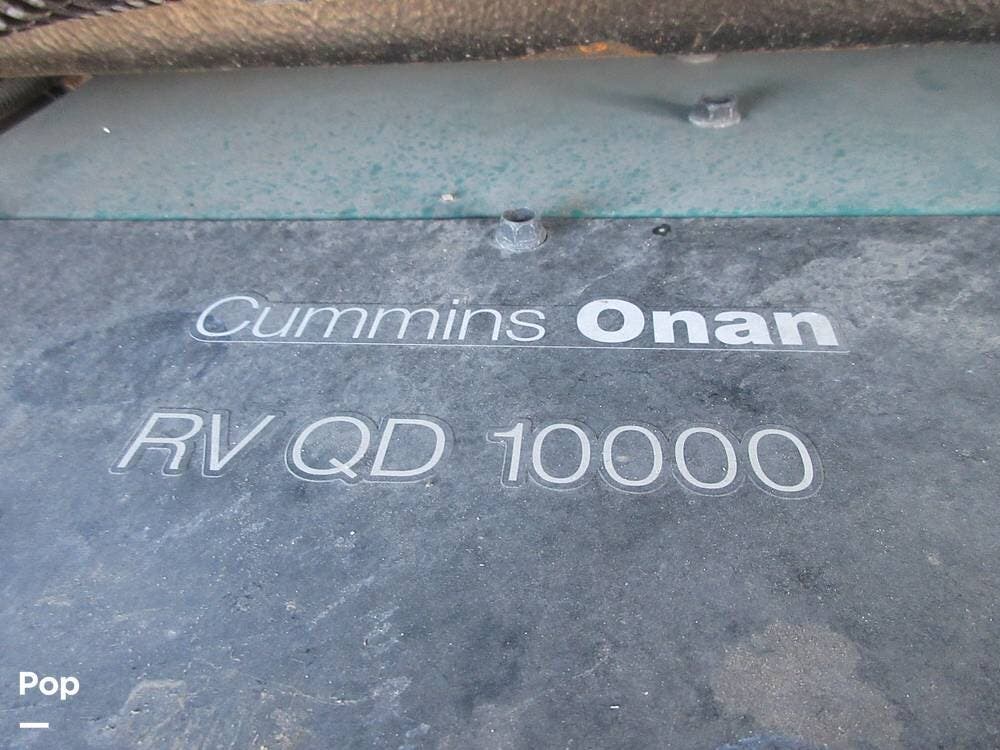 Cummins Onan
RV QD 10000
Pop